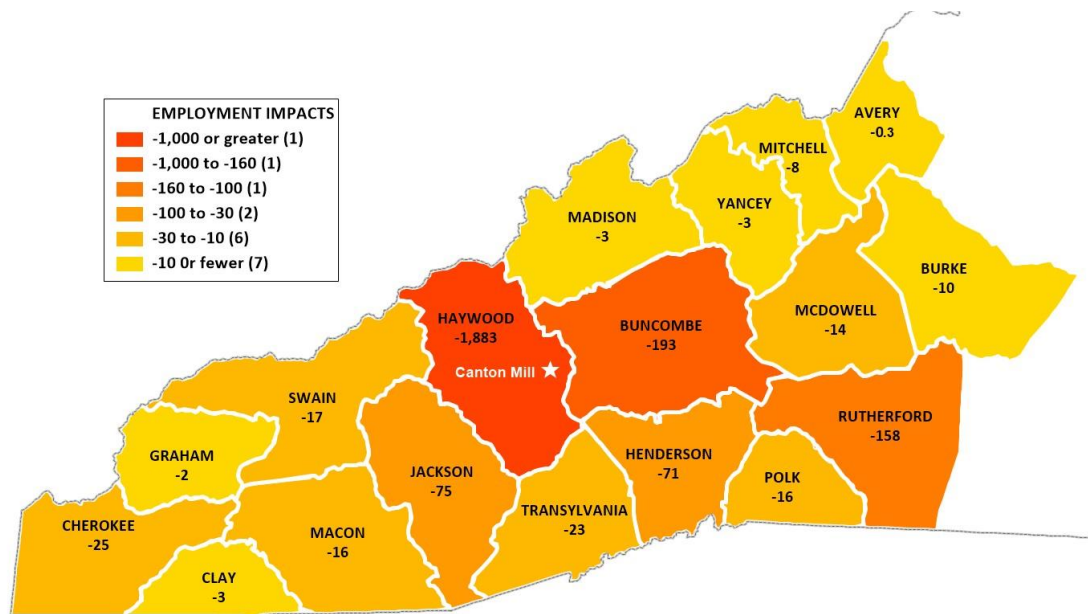 EMPLOYMENT IMPACTS
-1,000 or greater (1)
-1,000 to -160 (1)
-160 to -100 (1)
-100 to -30 (2)
-30 to -10 (6)
-10 0r fewer (7)
AVERY
-0.3
MITCHELL
-8
YANCEY
-3
MADISON
-3
BURKE
-10
MCDOWELL
-14
HAYWOOD
-1,883
BUNCOMBE
-193
Canton Mill
SWAIN
-17
RUTHERFORD
-158
GRAHAM
-2
JACKSON
-75
HENDERSON
-71
POLK
-16
TRANSYLVANIA
-23
CHEROKEE
-25
MACON
-16
CLAY
-3